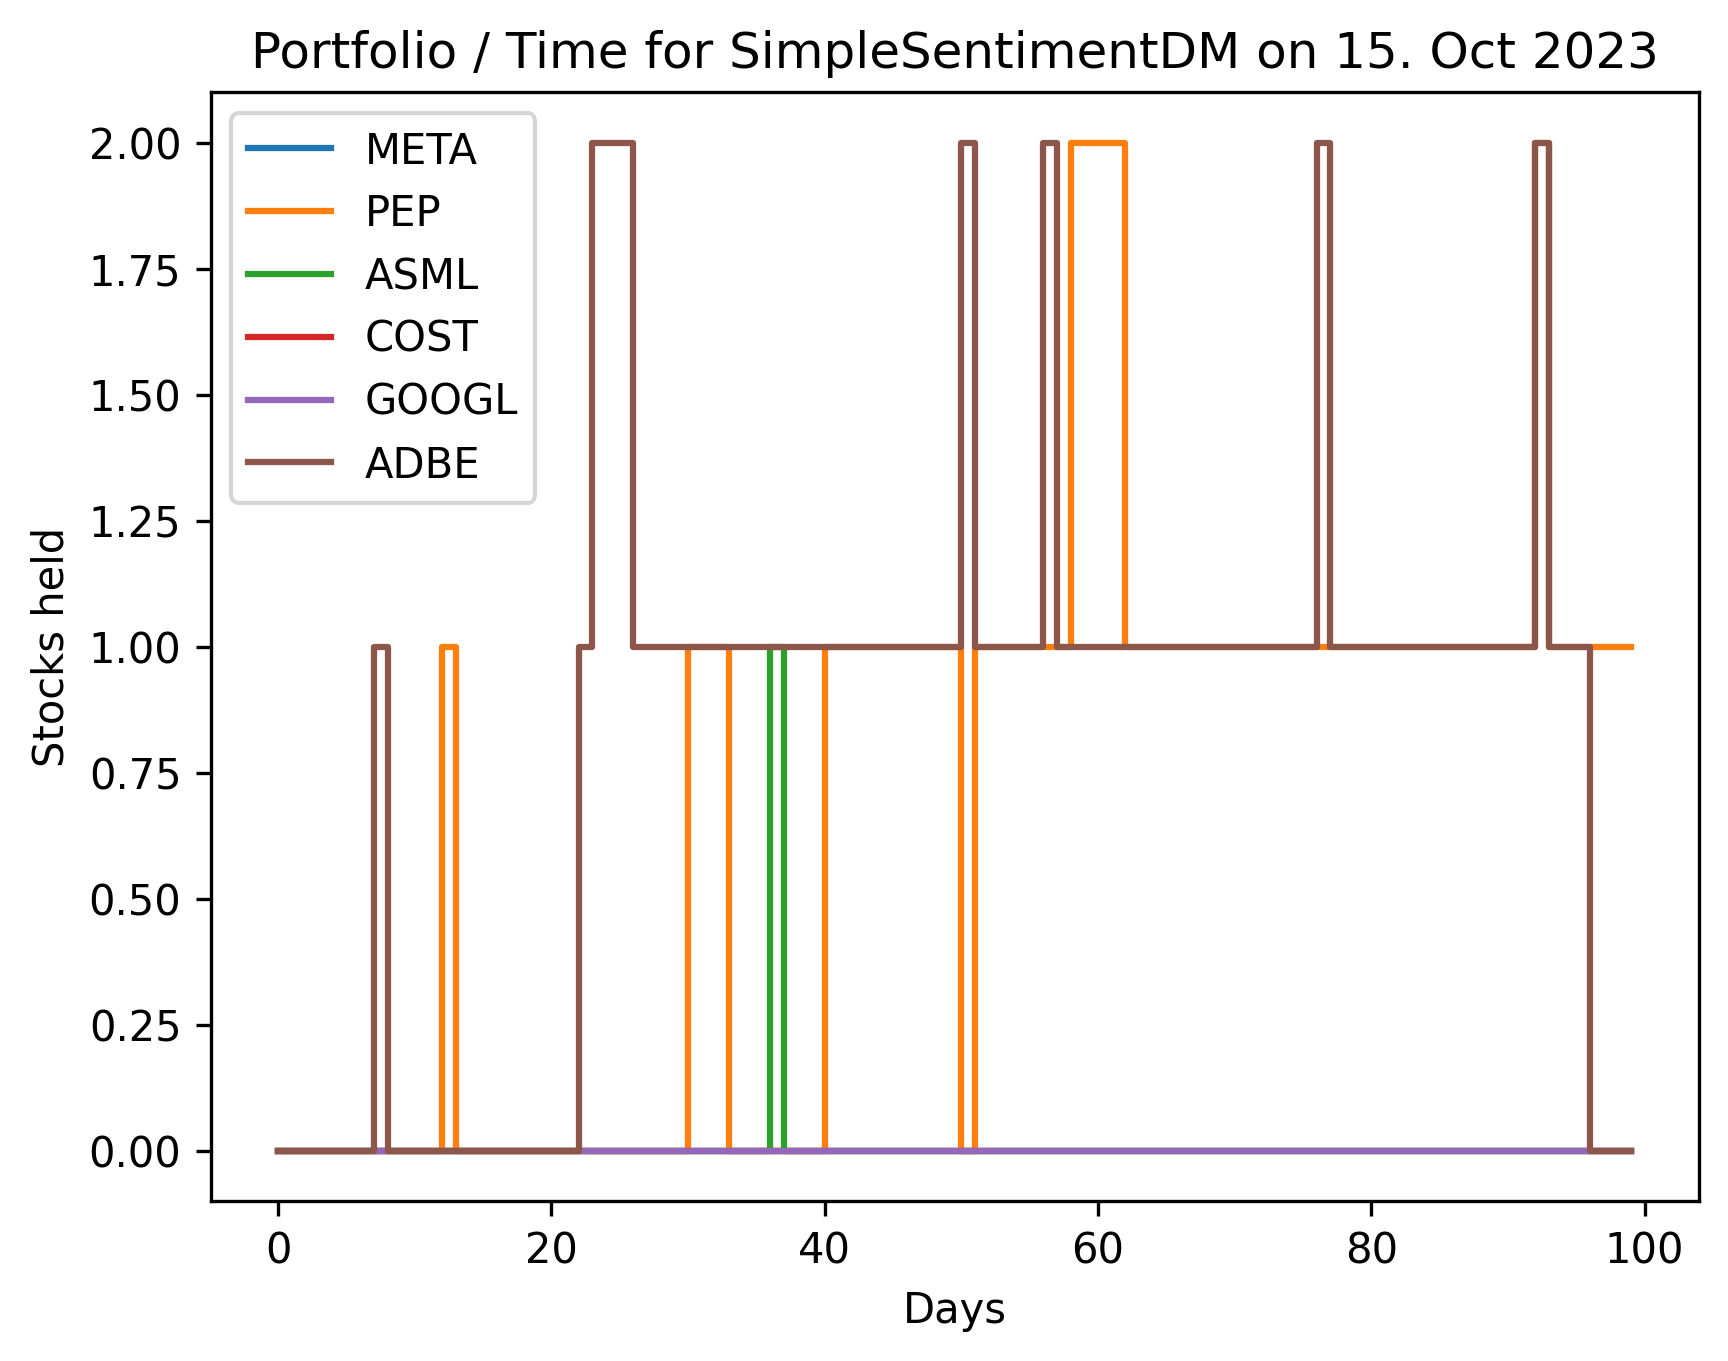 Portfolio / Time for SimpleSentimentDM on 15. Oct 2023
META
PEP
ASML
COST
GOOGL
ADBE
2.00
1.75
1.50
1.25
1.00
0.75
0.50
0.25
0.00
Stocks held
0 20 40 60 80 100
Days